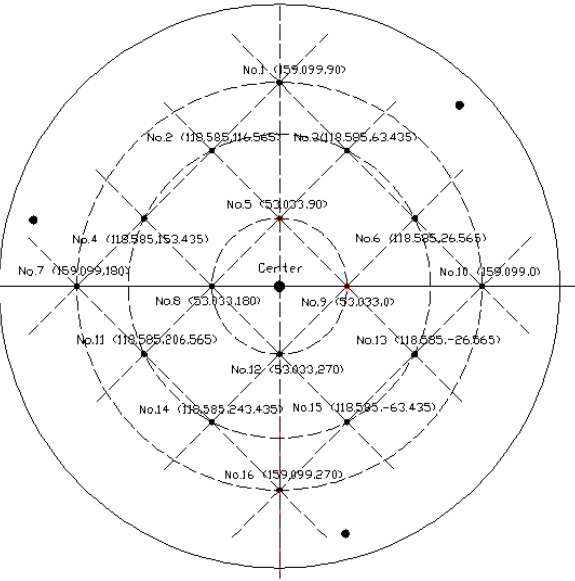 No.1 (159.099,90)
No.2 (118.585,116.565)
No.3(118.585,63.435)
No.5 (53.033,90)
No.4 (118.585,153.435)
No.6 (118.585,26.565)
Center
No.7 (159.099,180)
No.10 (159.099,0)
No.8 (53.033,180)
No.9 (53.033,0)
No.11 (118.585,206.565)
No.13 (118.585,-26.565)
No.12 (53.033,270)
No.14 (118.585,243.435)
No.15 (118.585,-63.435)
No.16 (159.099,270)